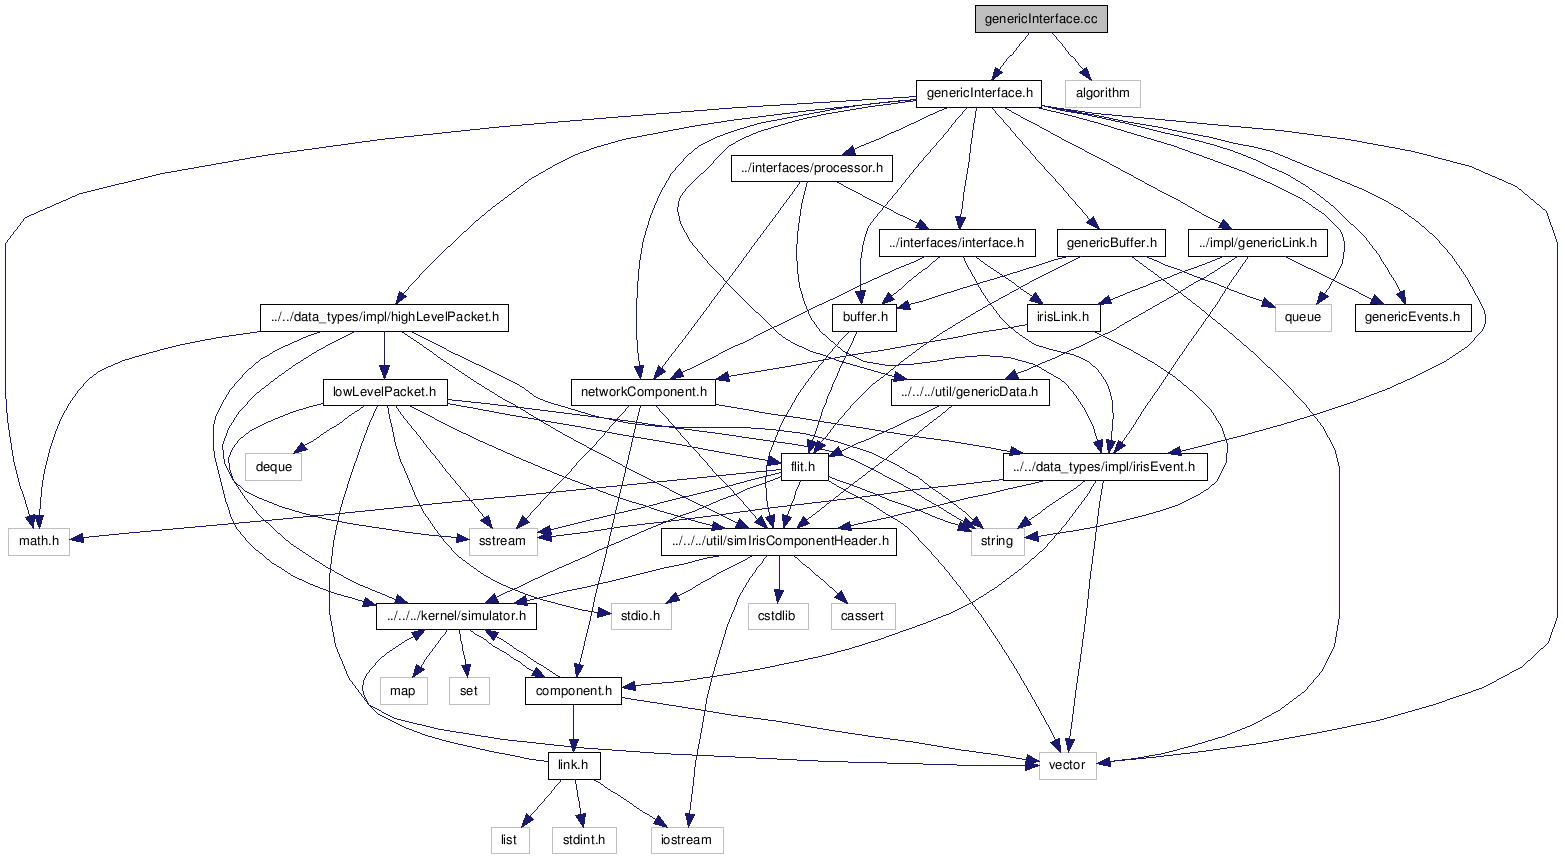 genericInterface.cc
genericInterface.h
algorithm
../interfaces/processor.h
../interfaces/interface.h
genericBuffer.h
../impl/genericLink.h
../../data_types/impl/highLevelPacket.h
buffer.h
irisLink.h
queue
genericEvents.h
lowLevelPacket.h
networkComponent.h
../../../util/genericData.h
deque
flit.h
../../data_types/impl/irisEvent.h
math.h
sstream
../../../util/simIrisComponentHeader.h
string
../../../kernel/simulator.h
stdio.h
cstdlib
cassert
map
set
component.h
link.h
vector
list
stdint.h
iostream